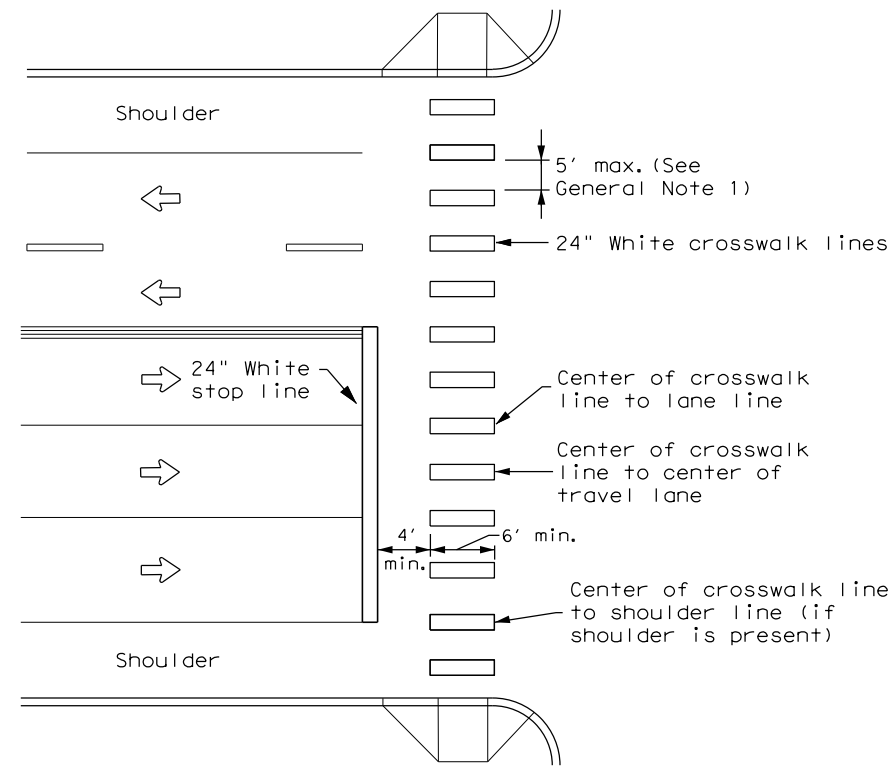 Shoulder
5' max. (See
General Note 1)
24" White crosswalk lines
24" White
stop line
Center of crosswalk
line to lane line
Center of crosswalk
line to center of
travel lane
4'
min.
6' min.
Center of crosswalk line
to shoulder line (if
shoulder is present)
Shoulder